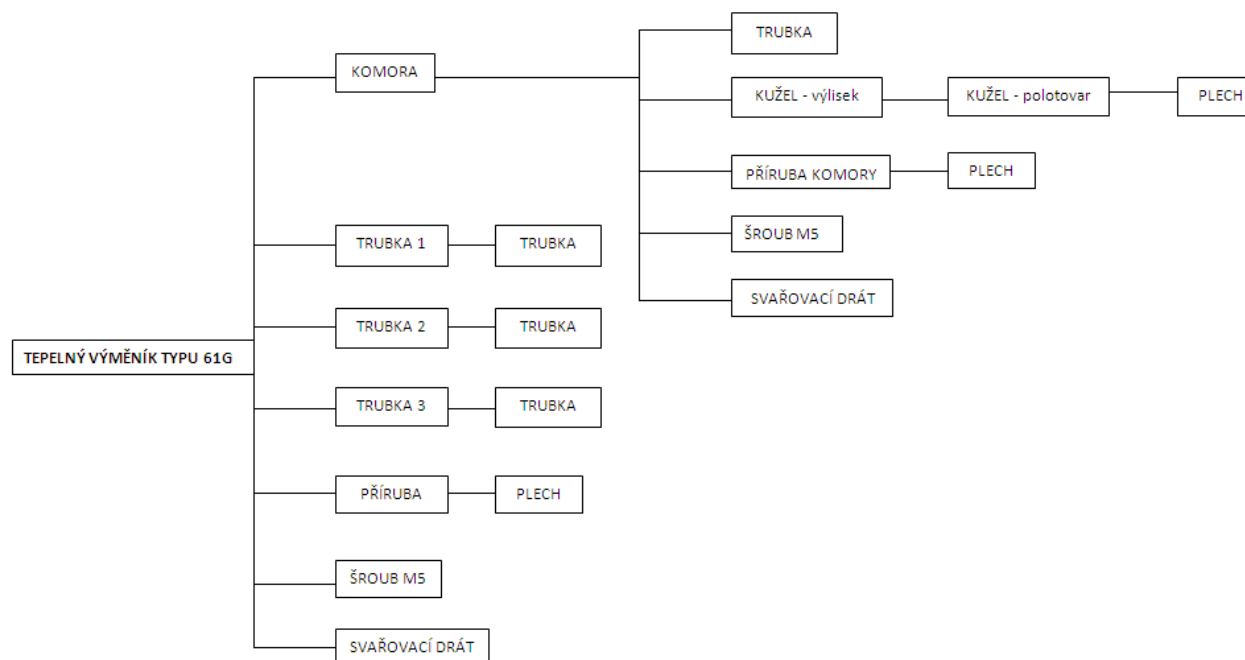 TRUBKA
KOMORA
KUŽEL - výlisek
KUŽEL - polotovar
PLECH
PŘÍRUBA KOMORY
PLECH
TRUBKA 1
TRUBKA
ŠROUB M5
SVAŘOVACÍ DRÁT
TRUBKA 2
TRUBKA
TEPELNÝ VÝMĚNÍK TYPU 61G
TRUBKA 3
TRUBKA
PŘÍRUBA
PLECH
ŠROUB M5
SVAŘOVACÍ DRÁT